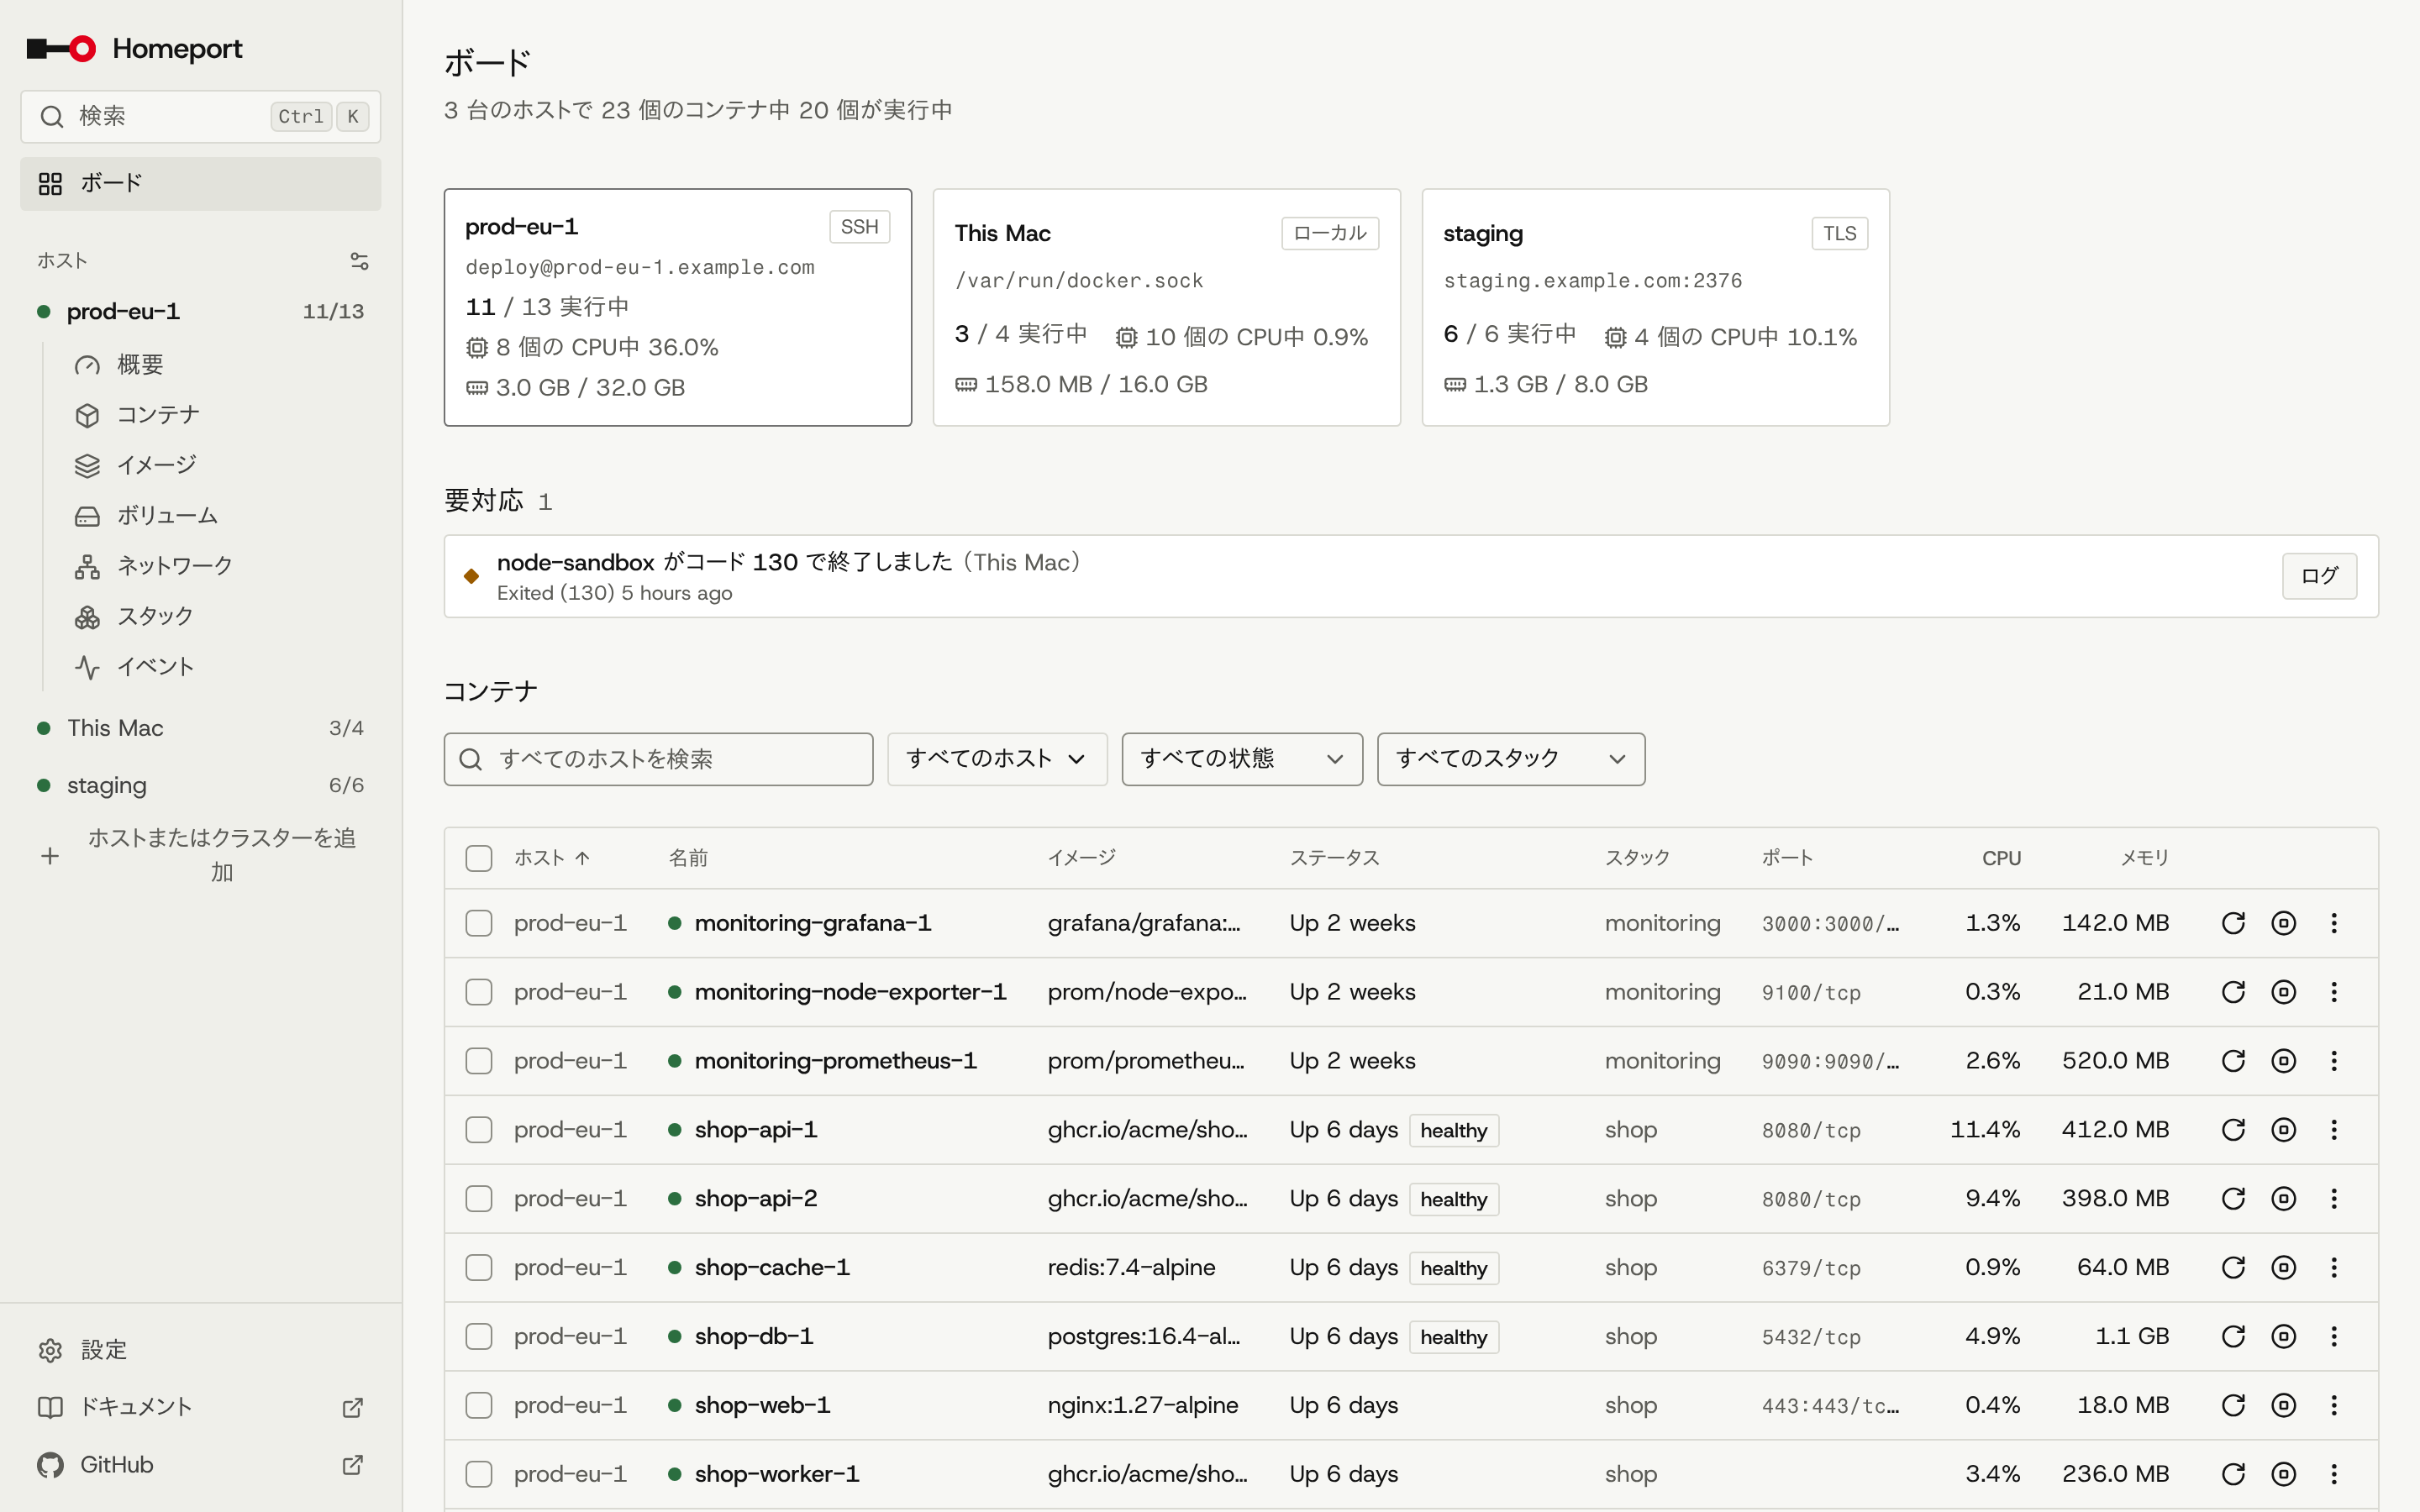 Homeport
検索 Ctrl K
ボード
ホスト
prod-eu-1 11/13
概要
コンテナ
イメージ
ボリューム
ネットワーク
スタック
イベント
This Mac 3/4
staging 6/6
ホストまたはクラスターを追
加
設定
ドキュメント
GitHub
ボード
3 台のホストで 23 個のコンテナ中 20 個が実行中
prod-eu-1 SSH
deploy@prod-eu-1.example.com
11 / 13 実行中
8 個の CPU中 36.0%
3.0 GB / 32.0 GB
This Mac ローカル
/var/run/docker.sock
3 / 4 実行中 10 個の CPU中 0.9%
158.0 MB / 16.0 GB
staging TLS
staging.example.com:2376
6 / 6 実行中 4 個の CPU中 10.1%
1.3 GB / 8.0 GB
要対応 1
node-sandbox がコード 130 で終了しました（This Mac）
Exited (130) 5 hours ago
ログ
コンテナ
すべてのホストを検索 すべてのホスト すべての状態 すべてのスタック
ホスト 名前 イメージ ステータス スタック ポート CPU メモリ
prod-eu-1 monitoring-grafana-1 grafana/grafana:... Up 2 weeks monitoring 3000:3000/... 1.3% 142.0 MB
prod-eu-1 monitoring-node-exporter-1 prom/node-expo... Up 2 weeks monitoring 9100/tcp 0.3% 21.0 MB
prod-eu-1 monitoring-prometheus-1 prom/prometheu... Up 2 weeks monitoring 9090:9090/... 2.6% 520.0 MB
prod-eu-1 shop-api-1 ghcr.io/acme/sho... Up 6 days healthy shop 8080/tcp 11.4% 412.0 MB
prod-eu-1 shop-api-2 ghcr.io/acme/sho... Up 6 days healthy shop 8080/tcp 9.4% 398.0 MB
prod-eu-1 shop-cache-1 redis:7.4-alpine Up 6 days healthy shop 6379/tcp 0.9% 64.0 MB
prod-eu-1 shop-db-1 postgres:16.4-al... Up 6 days healthy shop 5432/tcp 4.9% 1.1 GB
prod-eu-1 shop-web-1 nginx:1.27-alpine Up 6 days shop 443:443/tc... 0.4% 18.0 MB
prod-eu-1 shop-worker-1 ghcr.io/acme/sho... Up 6 days shop 3.4% 236.0 MB